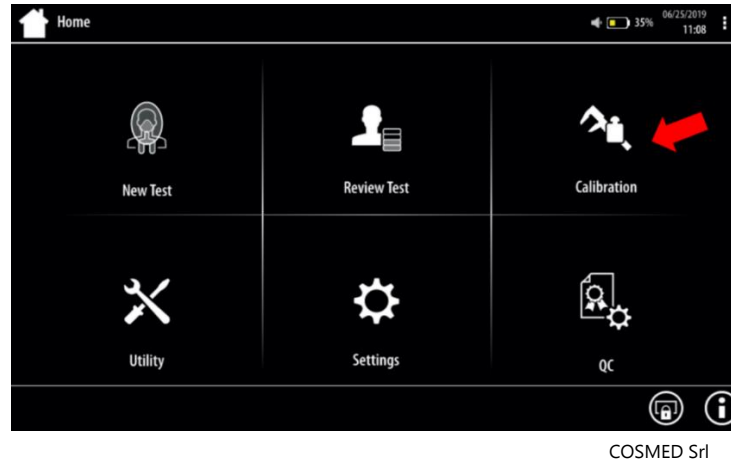 Home
35%
06/25/2019
11:08
New Test
Review Test
Calibration
Utility
Settings
QC
COSMED Srl